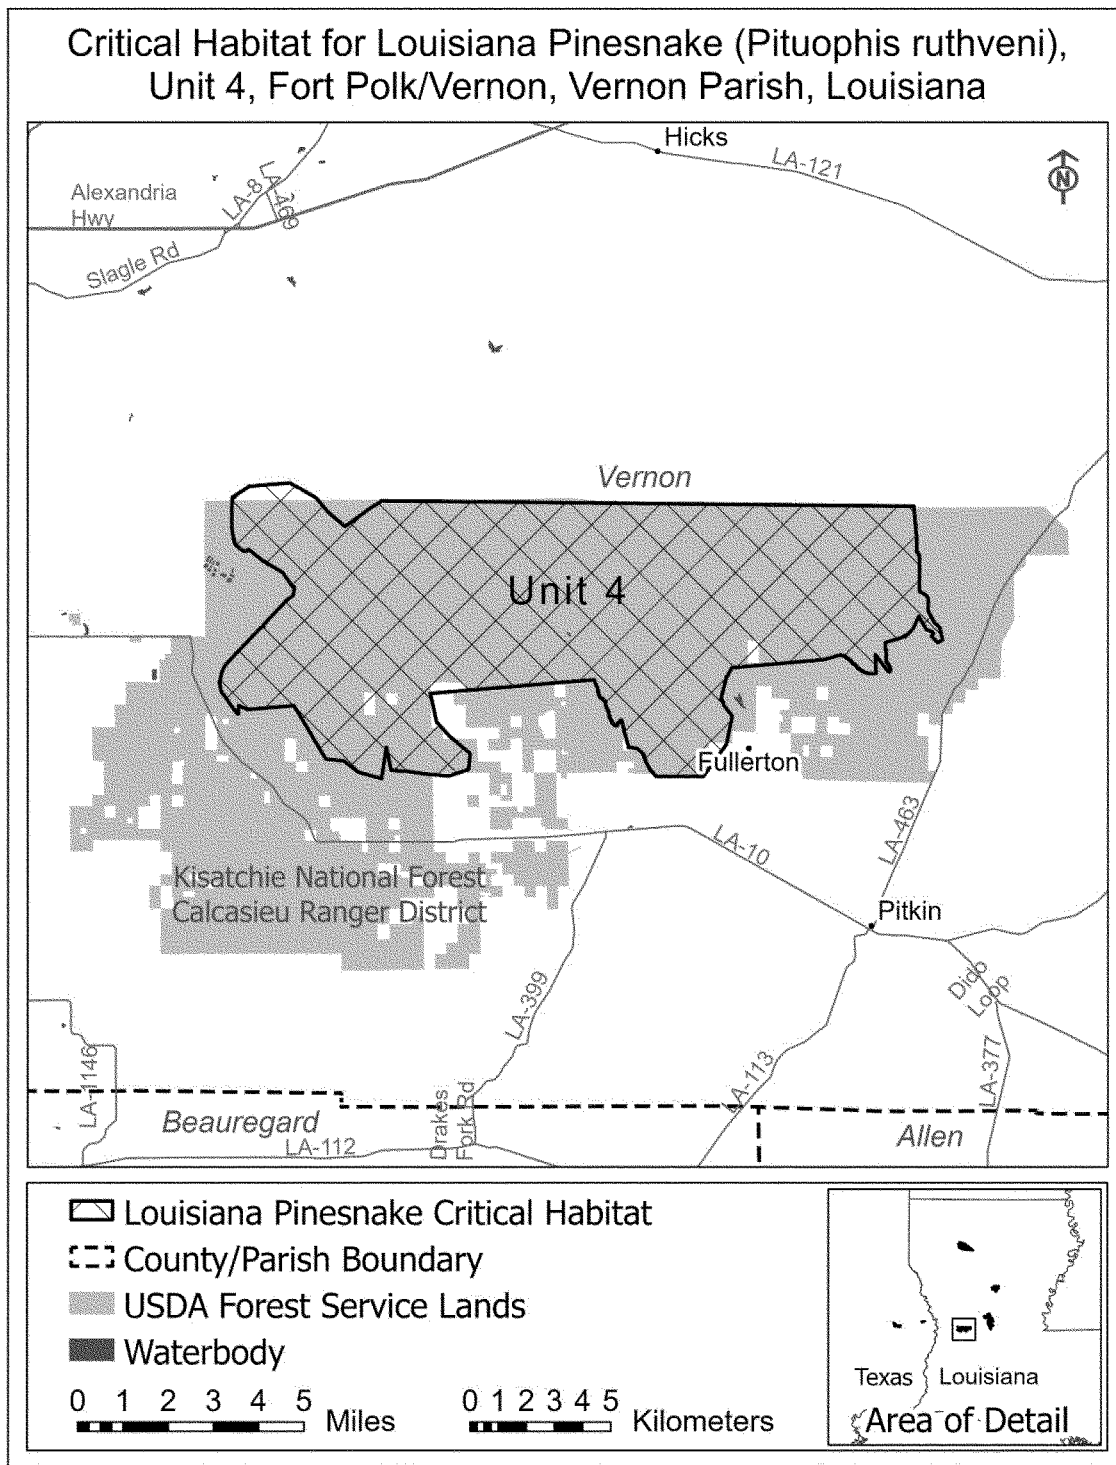 Critical Habitat for Louisiana Pinesnake (Pituophis ruthveni),
Unit 4, Fort Polk/Vernon, Vernon Parish, Louisiana
Hicks
LA-121
N
Alexandria
Hwy
LA-8
LA-469
Slagle Rd
Vernon
Unit 4
Fullerton
LA-463
LA-10
Kisatchie National Forest
Calcasieu Ranger District
Pitkin
Dido
Loop
LA-399
LA-1146
LA-113
LA-377
Drakes
Fork Rd
Beauregard
LA-112
Allen
Louisiana Pinesnake Critical Habitat
County/Parish Boundary
USDA Forest Service Lands
Waterbody
0 1 2 3 4 5
Miles
0 1 2 3 4 5
Kilometers
Texas
Louisiana
Area of Detail